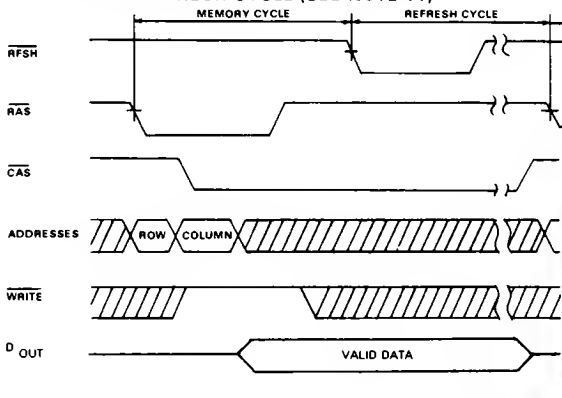 MEMORY CYCLE
REFRESH CYCLE
RFSH
RAS
CAS
ADDRESSES
ROW
COLUMN
WRITE
D OUT
VALID DATA